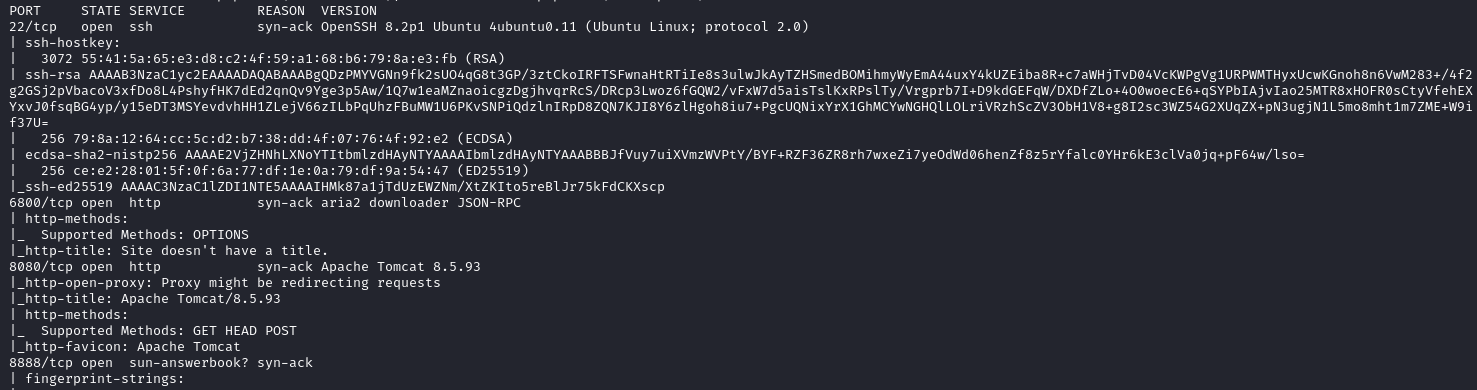 PORT     STATE SERVICE         REASON  VERSION
22/tcp   open  ssh             syn-ack OpenSSH 8.2p1 Ubuntu 4ubuntu0.11 (Ubuntu Linux; protocol 2.0)
| ssh-hostkey:
|   3072 55:41:5a:65:e3:d8:c2:4f:59:a1:68:b6:79:8a:e3:fb (RSA)
| ssh-rsa AAAAB3NzaC1yc2EAAAADAQABAAABgQDzPMYVGNn9fk2sUO4qG8t3GP/3ztCkoIRFTSFwnaHtRTiIe8s3ulwJkAyTZHSmedBOMihmyWyEmA44uxY4kUZEiba8R+c7aWHjTvD04VcKWPgVg1URPWMTHyxUcwKGnoh8n6VwM283+/4f2
g2GSj2pVbacoV3xfDo8L4PshyfHK7dEd2qnQv9Yge3p5Aw/1Q7w1eaMZnaoicgzDgjhvqrRcS/DRcp3Lwoz6fGQW2/vFxW7d5aisTslKxRPslTy/Vrgprb7I+D9kdGEFqW/DXDfZLo+4O0woecE6+qSYPbIAjvIao25MTR8xHOFR0sCtyVfehEX
YxvJ0fsqBG4yp/y15eDT3MSYevdvhHH1ZLejV66zILbPqUhzFBuMW1U6PKvSNPiQdzlnIRpD8ZQN7KJI8Y6zlHgoh8iu7+PgcUQNixYrX1GhMCYwNGHQlLOLriVRzhScZV3ObH1V8+g8I2sc3WZ54G2XUqZX+pN3ugjN1L5mo8mht1m7ZME+W9i
f37U=
|   256 79:8a:12:64:cc:5c:d2:b7:38:dd:4f:07:76:4f:92:e2 (ECDSA)
| ecdsa-sha2-nistp256 AAAAE2VjZHNhLXNoYTItbmlzdHAyNTYAAAAIbmlzdHAyNTYAAABBBJfVuy7uiXVmzWVPtY/BYF+RZF36ZR8rh7wxeZi7yeOdWd06henZf8z5rYfalc0YHr6kE3clVa0jq+pF64w/lso=
|   256 ce:e2:28:01:5f:0f:6a:77:df:1e:0a:79:df:9a:54:47 (ED25519)
|_ssh-ed25519 AAAAC3NzaC1lZDI1NTE5AAAAIHMk87a1jTdUzEWZNm/XtZKIto5reBlJr75kFdCKXscp
6800/tcp open  http            syn-ack aria2 downloader JSON-RPC
| http-methods:
|_  Supported Methods: OPTIONS
|_http-title: Site doesn't have a title.
8080/tcp open  http            syn-ack Apache Tomcat 8.5.93
|_http-open-proxy: Proxy might be redirecting requests
|_http-title: Apache Tomcat/8.5.93
| http-methods:
|_  Supported Methods: GET HEAD POST
|_http-favicon: Apache Tomcat
8888/tcp open  sun-answerbook? syn-ack
| fingerprint-strings: